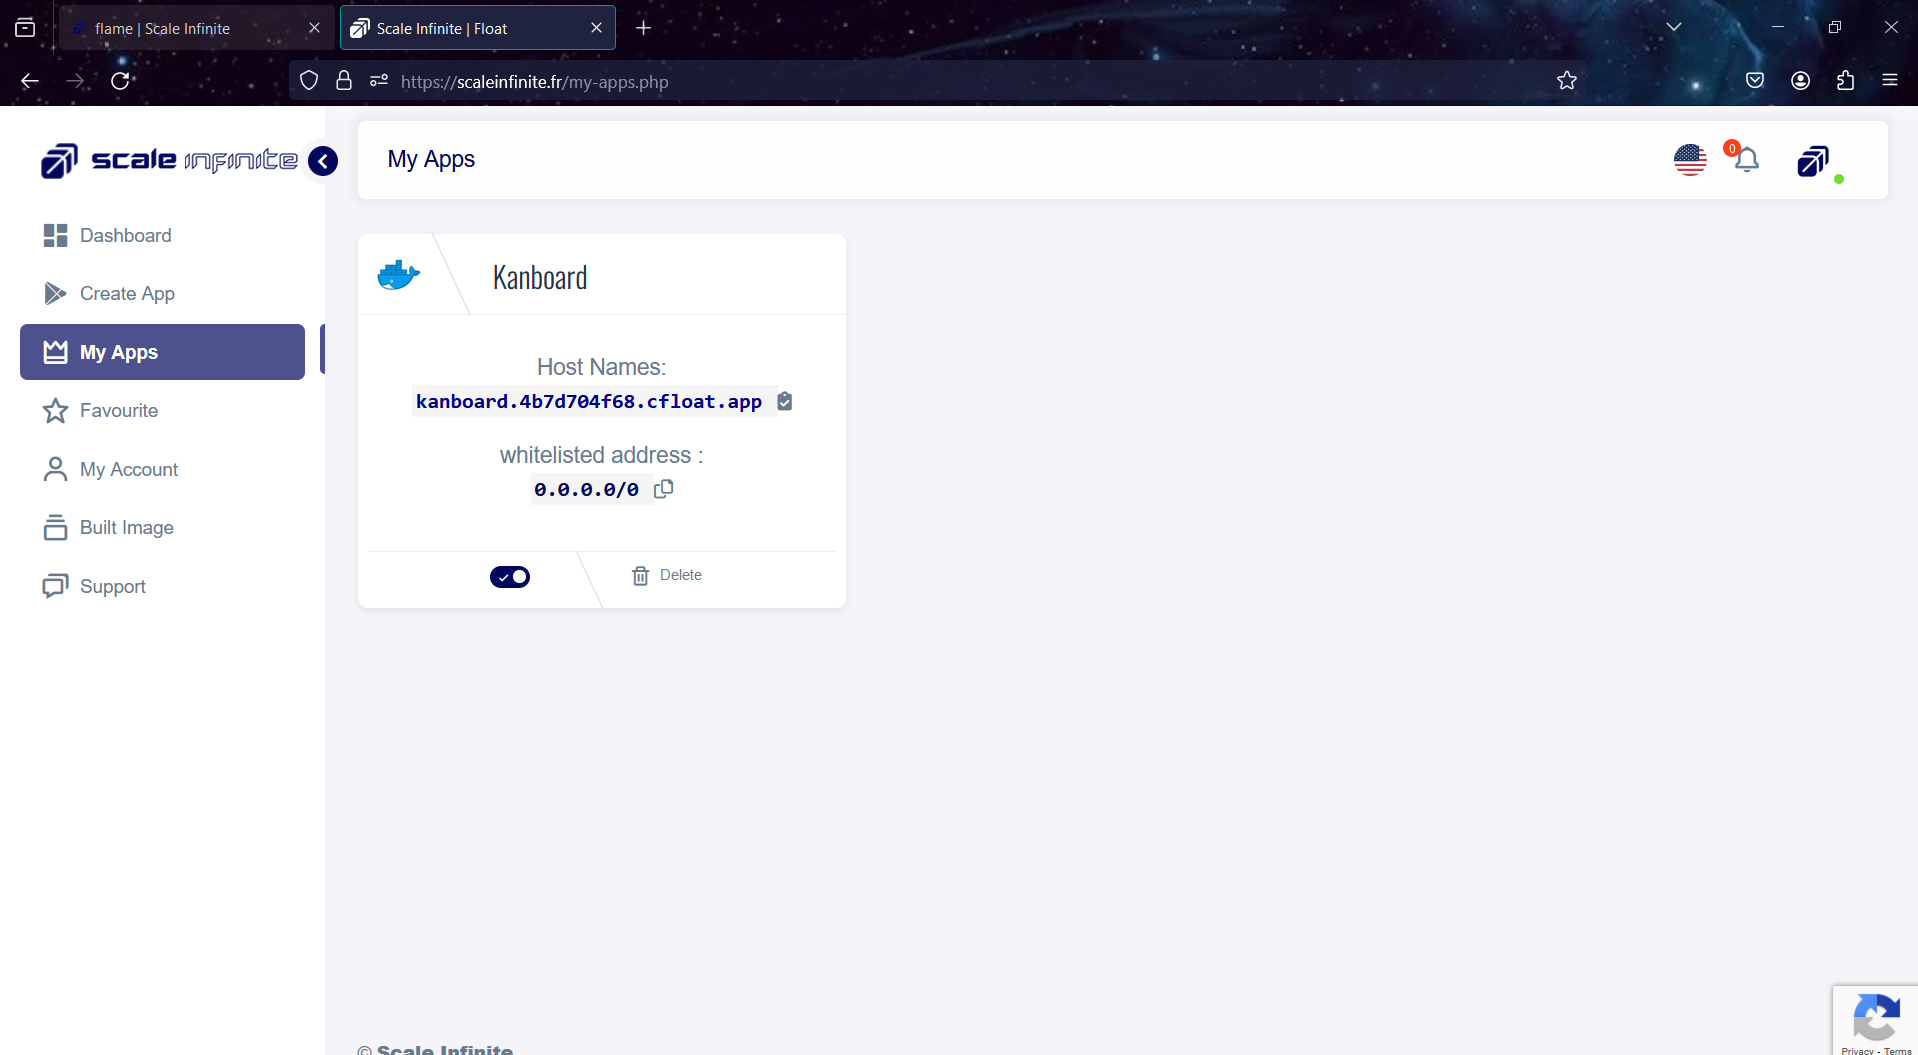 flame | Scale Infinite
Scale Infinite | Float
https://scaleinfinite.fr/my-apps.php
scale infinite
My Apps
0
Dashboard
Create App
My Apps
Favourite
My Account
Built Image
Support
Kanboard
Host Names:
kanboard.4b7d704f68.cfloat.app
whitelisted address :
0.0.0.0/0
Delete
© Scale Infinite
Privacy - Terms